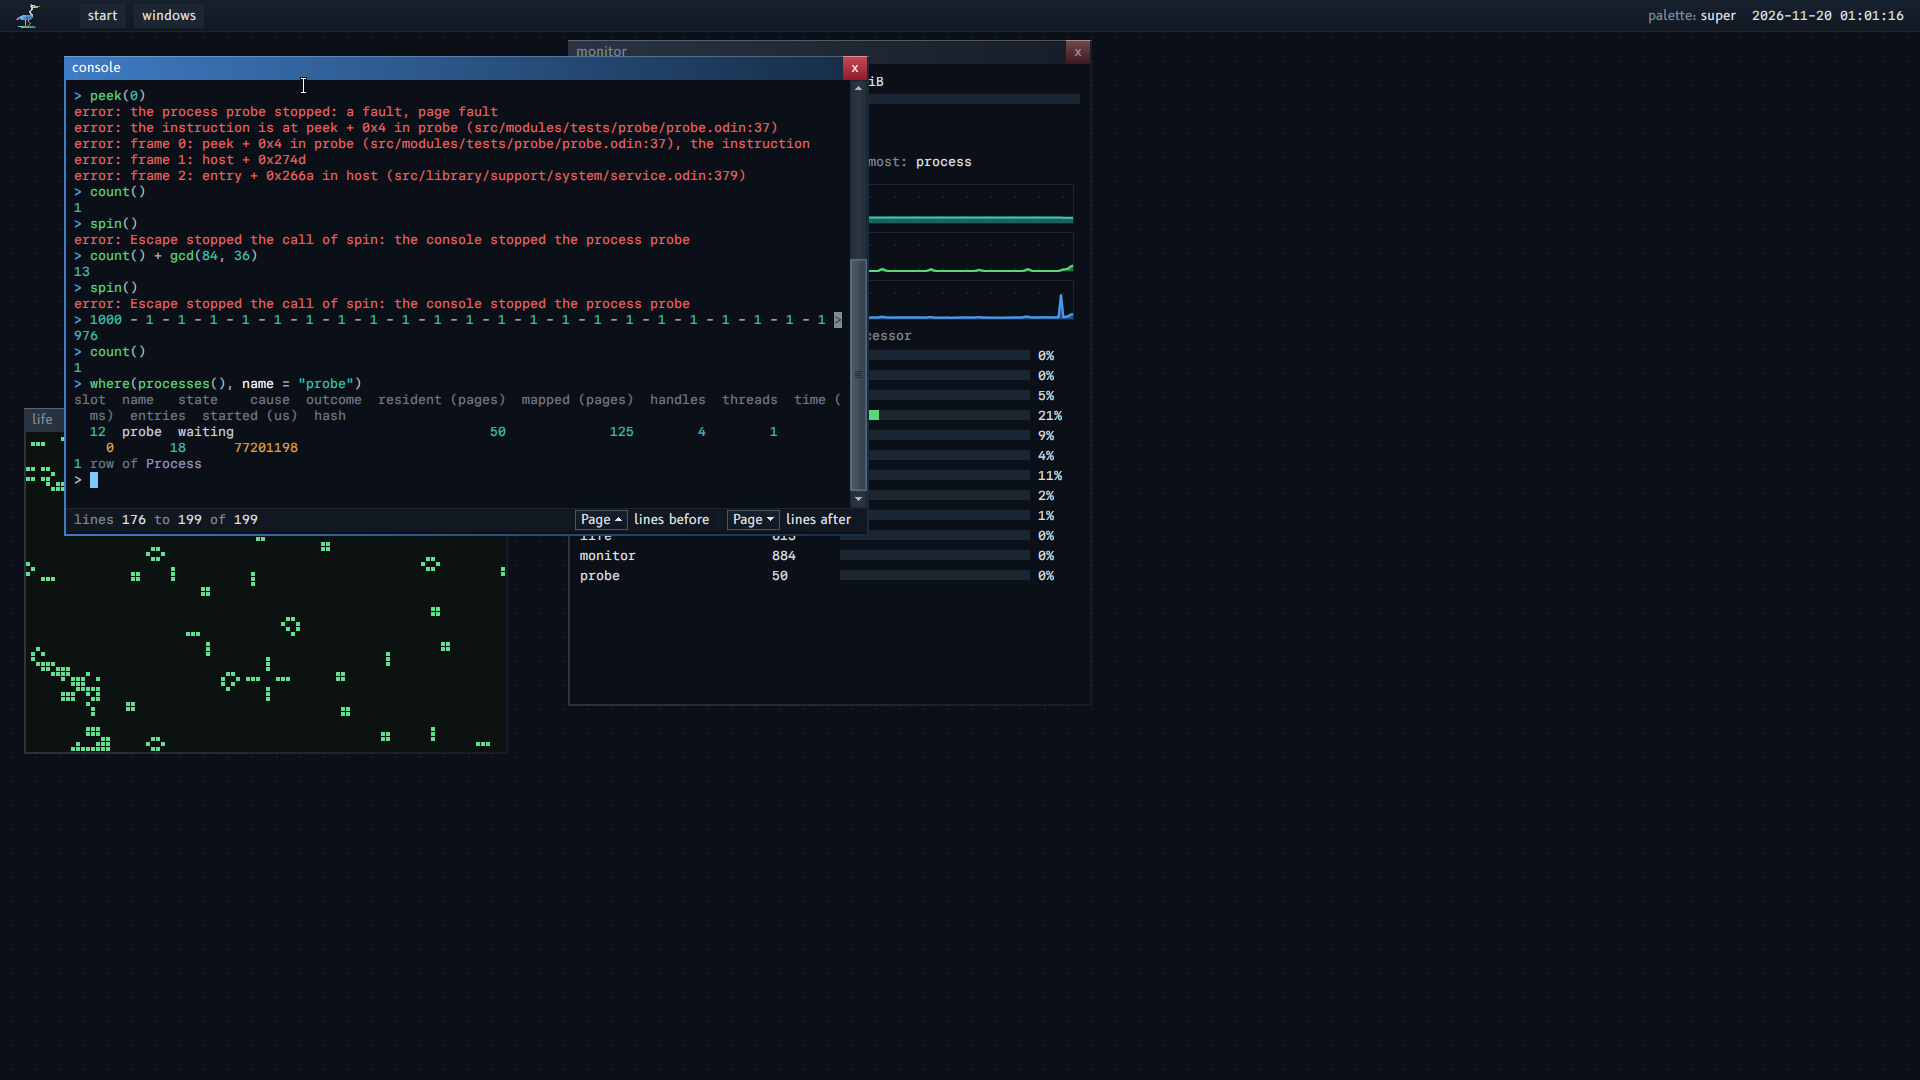 start windows palette: super 2026-11-20 01:01:16
monitor x
console x
> peek(0)
error: the process probe stopped: a fault, page fault
error: the instruction is at peek + 0x4 in probe (src/modules/tests/probe/probe.odin:37)
error: frame 0: peek + 0x4 in probe (src/modules/tests/probe/probe.odin:37), the instruction
error: frame 1: host + 0x274d
error: frame 2: entry + 0x266a in host (src/library/support/system/service.odin:379)
> count()
1
> spin()
error: Escape stopped the call of spin: the console stopped the process probe
> count() + gcd(84, 36)
13
> spin()
error: Escape stopped the call of spin: the console stopped the process probe
> 1000 - 1 - 1 - 1 - 1 - 1 - 1 - 1 - 1 - 1 - 1 - 1 - 1 - 1 - 1 - 1 - 1 - 1 - 1 - 1 - 1 - 1 - 1 >
976
> count()
1
> where(processes(), name = "probe")
slot name state cause outcome resident (pages) mapped (pages) handles threads time (
ms) entries started (us) hash
12 probe waiting 50 125 4 1
0 18 77201198
1 row of Process
>
lines 176 to 199 of 199 Page lines before Page lines after
iB
most: process
cessor
0%
0%
5%
21%
9%
4%
11%
2%
1%
0%
monitor 884 0%
probe 50 0%
life